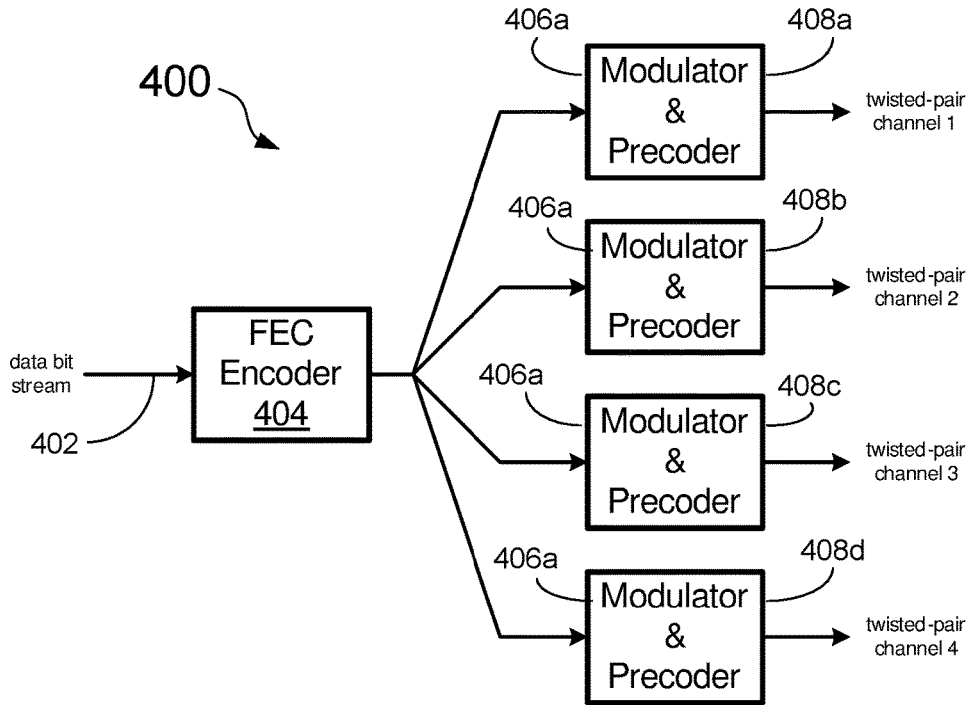 400
data bit
stream
402
FEC
Encoder
404
406a
Modulator
&
Precoder
408a
twisted-pair
channel 1
406a
Modulator
&
Precoder
408b
twisted-pair
channel 2
406a
Modulator
&
Precoder
408c
twisted-pair
channel 3
406a
Modulator
&
Precoder
408d
twisted-pair
channel 4